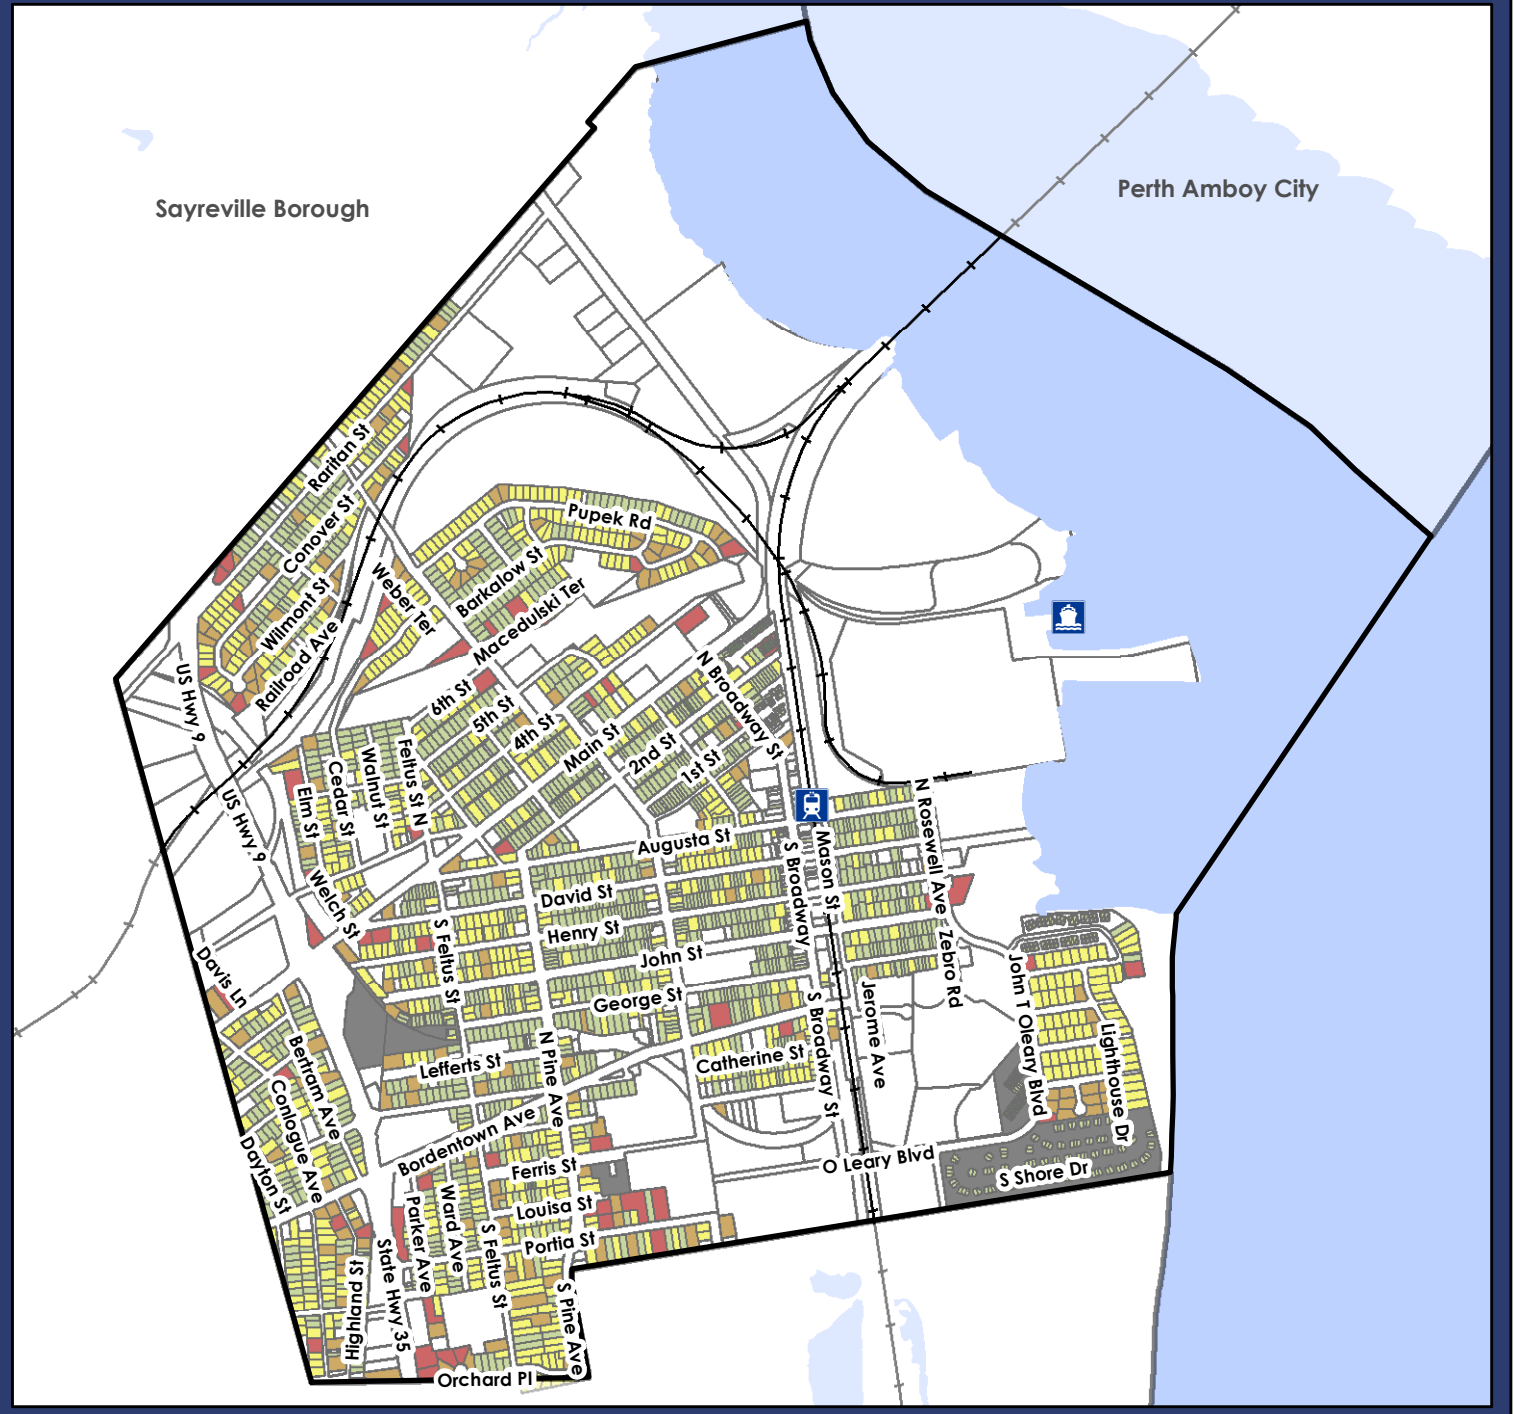 Perth Amboy City
Sayreville Borough
Raritan St
Pupek Rd
Conover St
Barkalow St
Weber Ter
Wilmont St
Macedulski Ter
Railroad Ave
US Hwy 9
N Broadway St
6th St
5th St
4th St
Main St
2nd St
1st St
Feltus St N
Walnut St
Cedar St
Elm St
US Hwy 9
N Rosewell Ave
Mason St
Augusta St
S Broadway
David St
Welch St
Henry St
S Feltus St
John St
Zebro Rd
Davis Ln
George St
John T Oleary Blvd
Jerome Ave
S Broadway St
Lighthouse Dr
Bertram Ave
N Pine Ave
Catherine St
Lefferts St
Conlogue Ave
Bordentown Ave
Dayton St
O Leary Blvd
Ferris St
S Shore Dr
Louisa St
Ward Ave
Parker Ave
S Feltus St
Portia St
State Hwy 35
Highland St
S Pine Ave
Orchard Pl